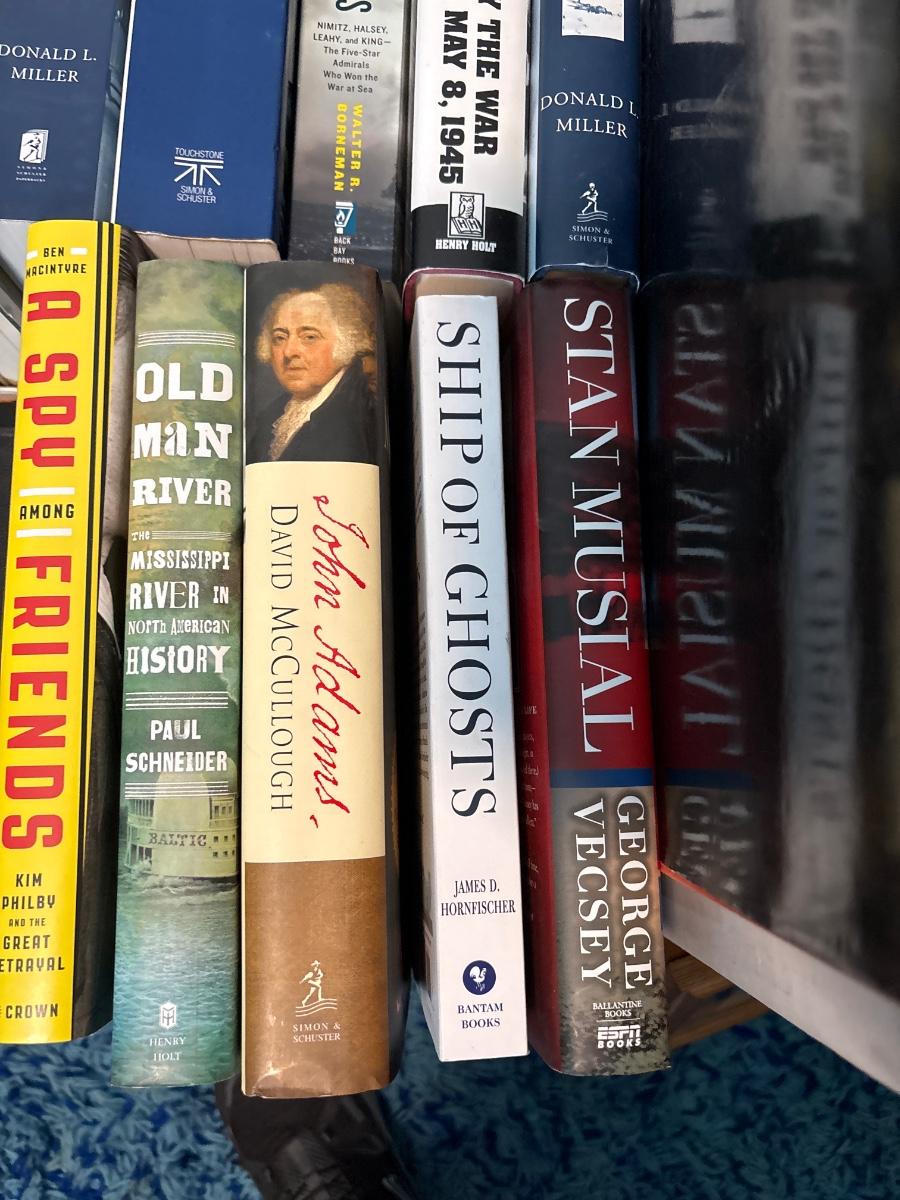 DONALD L.
MILLER
SIMON &
SCHUSTER
PAPERBACKS
TOUCHSTONE
SIMON &
SCHUSTER
NIMITZ, HALSEY,
LEAHY, and KING—
The Five-Star
Admirals
Who Won the
War at Sea
WALTER R.
BORNEMAN
BACK
BAY
BOOKS
THE WAR
MAY 8, 1945
HENRY HOLT
DONALD L.
MILLER
SIMON &
SCHUSTER
BEN
MACINTYRE
A SPY
AMONG
FRIENDS
KIM
PHILBY
AND THE
GREAT
ETRAYAL
CROWN
OLD
MAN
RIVER
THE
MISSISSIPPI
RIVER IN
NORTH AMERICAN
HISTORY
PAUL
SCHNEIDER
BALTIC
HENRY
HOLT
John Adams,
DAVID McCULLOUGH
SIMON &
SCHUSTER
SHIP OF GHOSTS
JAMES D.
HORNFISCHER
BANTAM
BOOKS
STAN MUSIAL
GEORGE
VECSEY
BALLANTINE
BOOKS
ESPN
BOOKS